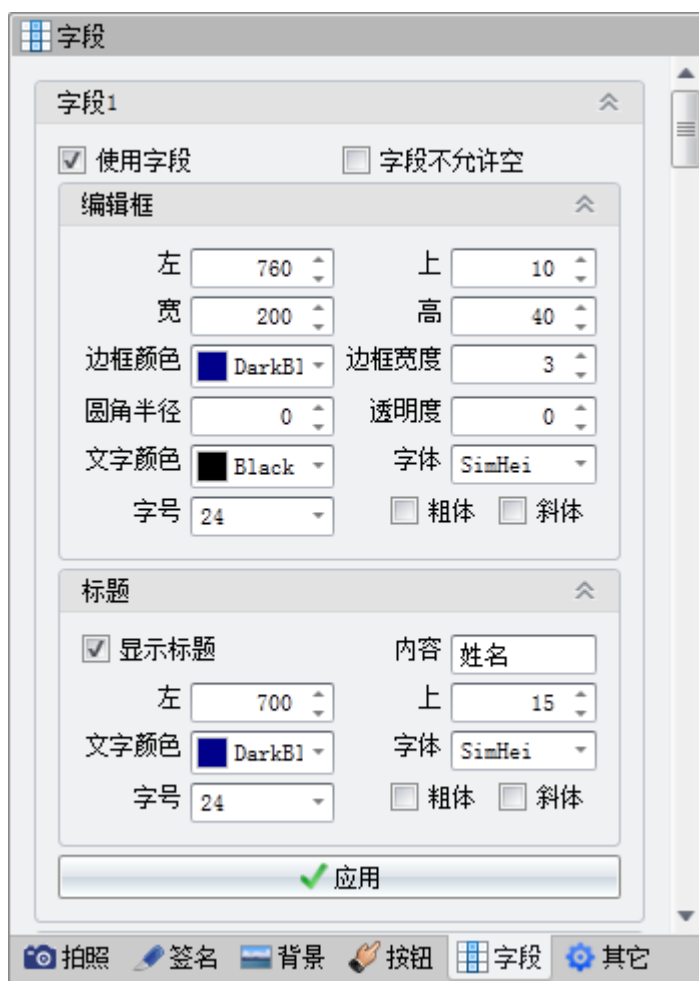 字段
字段1
使用字段 字段不允许空
编辑框
左 760 上 10
宽 200 高 40
边框颜色 DarkBl 边框宽度 3
圆角半径 0 透明度 0
文字颜色 Black 字体 SimHei
字号 24 粗体 斜体
标题
显示标题 内容 姓名
左 700 上 15
文字颜色 DarkBl 字体 SimHei
字号 24 粗体 斜体
应用
拍照 签名 背景 按钮 字段 其它